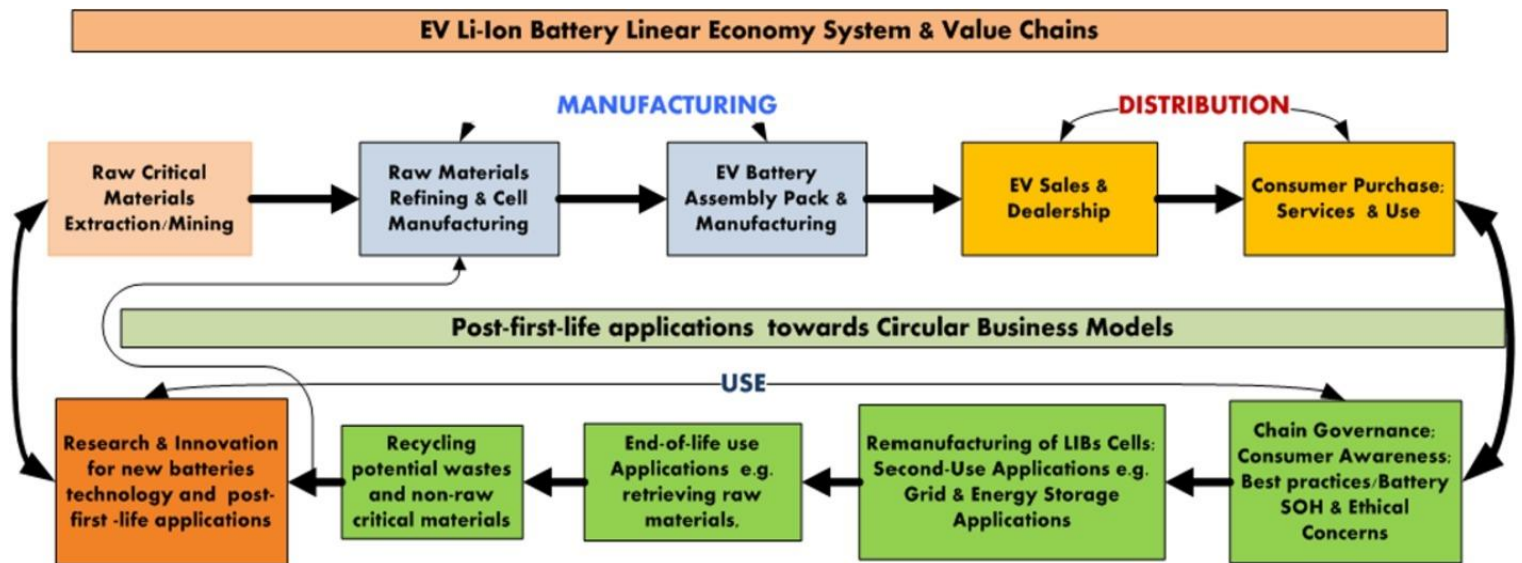 EV Li-Ion Battery Linear Economy System & Value Chains
MANUFACTURING
DISTRIBUTION
Raw Critical
Materials
Extraction/Mining
Raw Materials
Refining & Cell
Manufacturing
EV Battery
Assembly Pack &
Manufacturing
EV Sales &
Dealership
Consumer Purchase;
Services & Use
Post-first-life applications towards Circular Business Models
USE
Research & Innovation
for new batteries
technology and post-
first -life applications
Recycling
potential wastes
and non-raw
critical materials
End-of-life use
Applications e.g.
retrieving raw
materials.
Remanufacturing of LIBs Cells;
Second-Use Applications e.g.
Grid & Energy Storage
Applications
Chain Governance;
Consumer Awareness;
Best practices/Battery
SOH & Ethical
Concerns